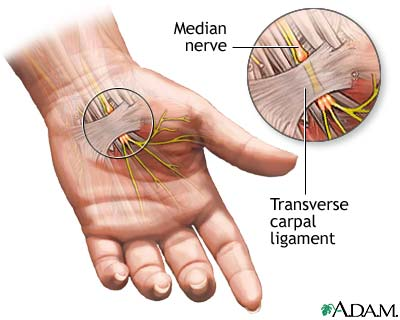 Median
nerve
Transverse
carpal
ligament
A.D.A.M.